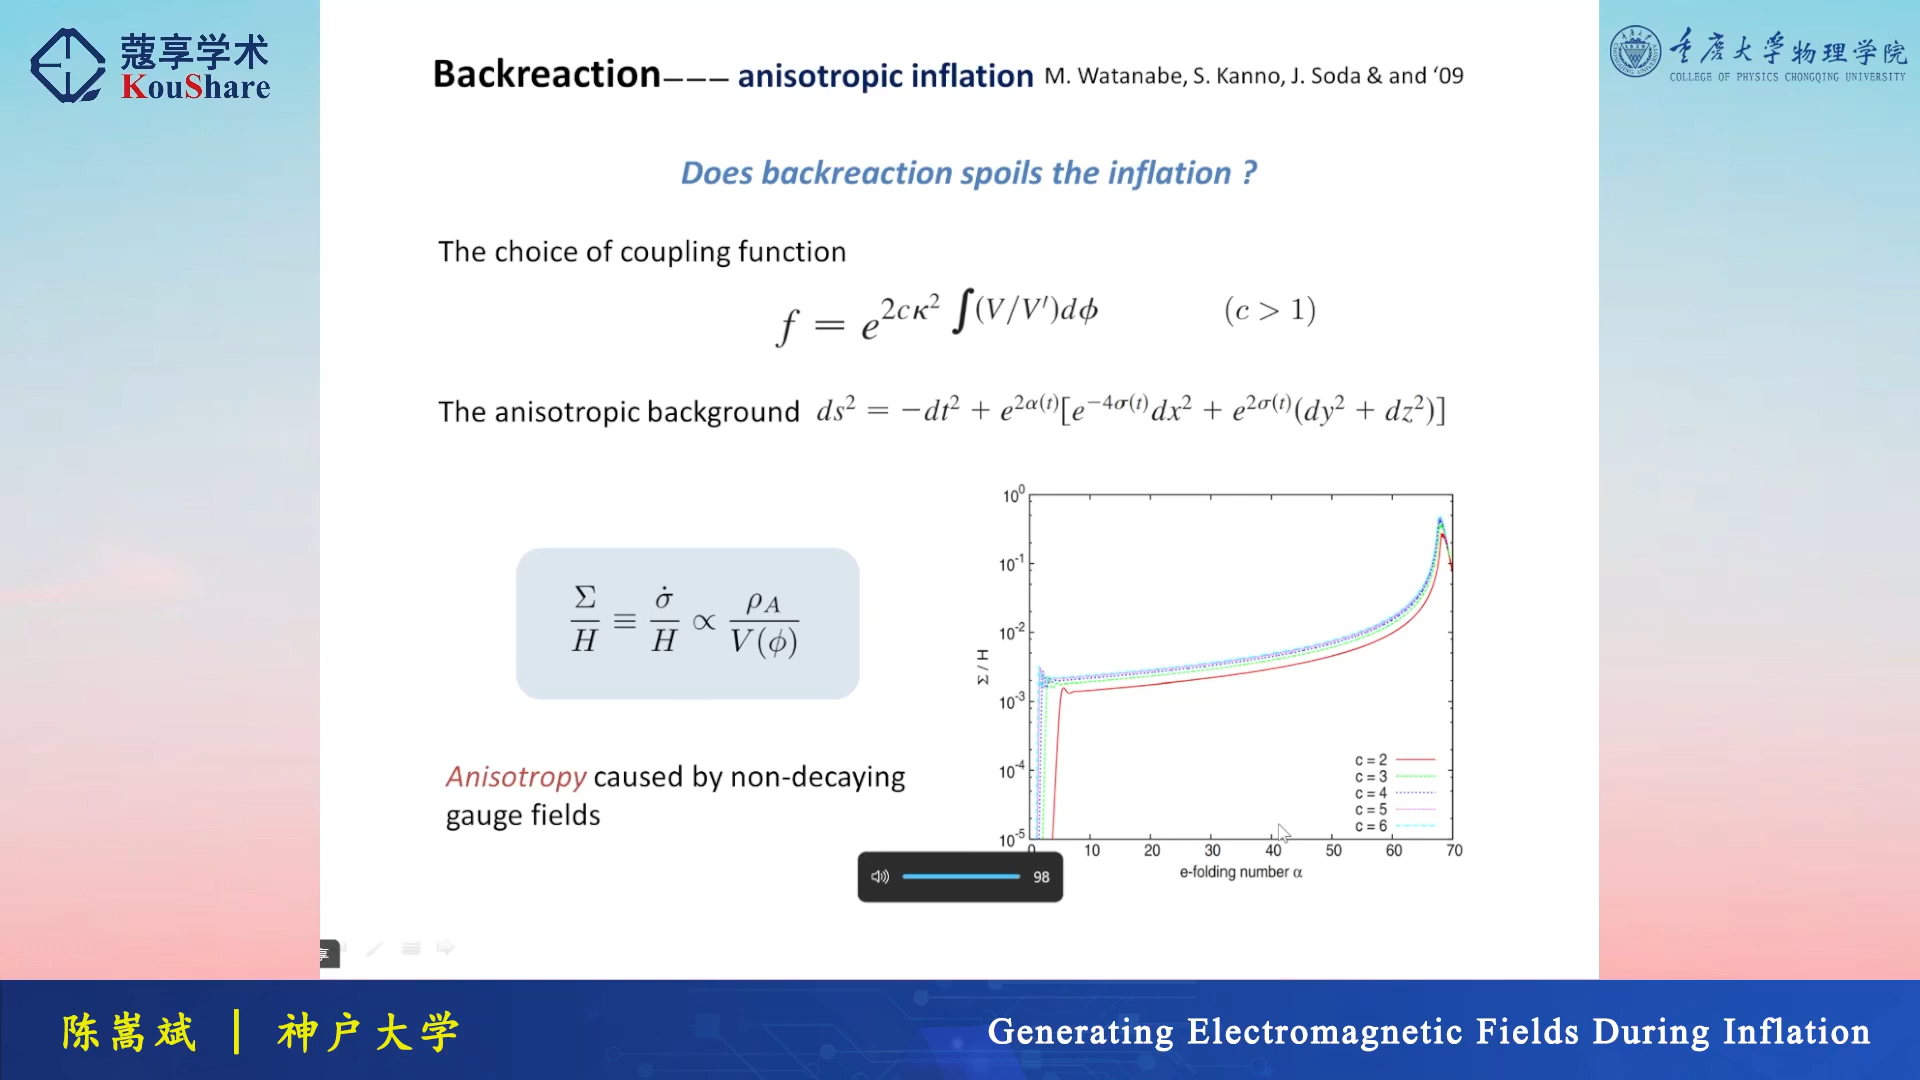 蔻享学术
KouShare
重庆大学物理学院
COLLEGE OF PHYSICS CHONGQING UNIVERSITY
Backreaction——— anisotropic inflation M. Watanabe, S. Kanno, J. Soda & and ‘09
Does backreaction spoils the inflation ?
The choice of coupling function
f = e^{2cκ² ∫(V/V′)dϕ} (c > 1)
The anisotropic background ds² = −dt² + e^{2α(t)}[e^{−4σ(t)}dx² + e^{2σ(t)}(dy² + dz²)]
Σ/H ≡ σ̇/H ∝ ρ_A/V(ϕ)
Anisotropy caused by non-decaying
gauge fields
10⁰
10⁻¹
10⁻²
10⁻³
10⁻⁴
10⁻⁵
Σ / H
c = 2
c = 3
c = 4
c = 5
c = 6
0 10 20 30 40 50 60 70
e-folding number α
98
享
陈嵩斌 | 神户大学
Generating Electromagnetic Fields During Inflation